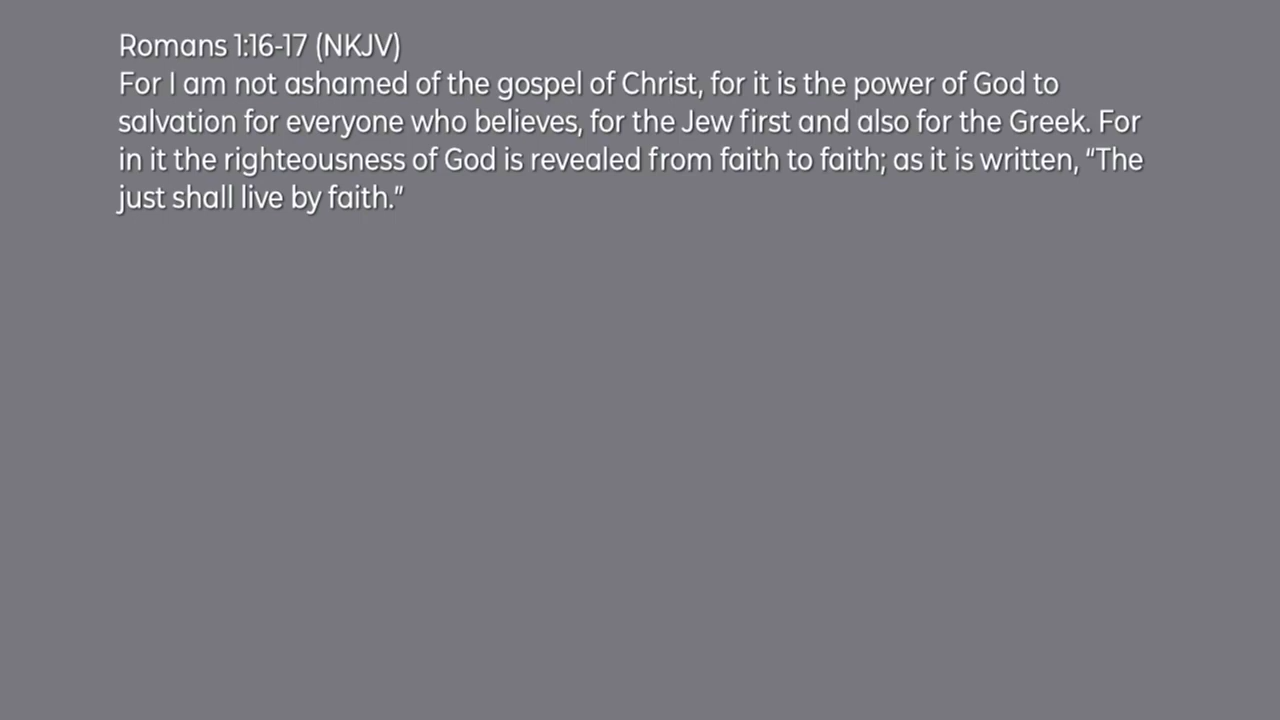 Romans 1:16-17 (NKJV)
For I am not ashamed of the gospel of Christ, for it is the power of God to
salvation for everyone who believes, for the Jew first and also for the Greek. For
in it the righteousness of God is revealed from faith to faith; as it is written, “The
just shall live by faith.”